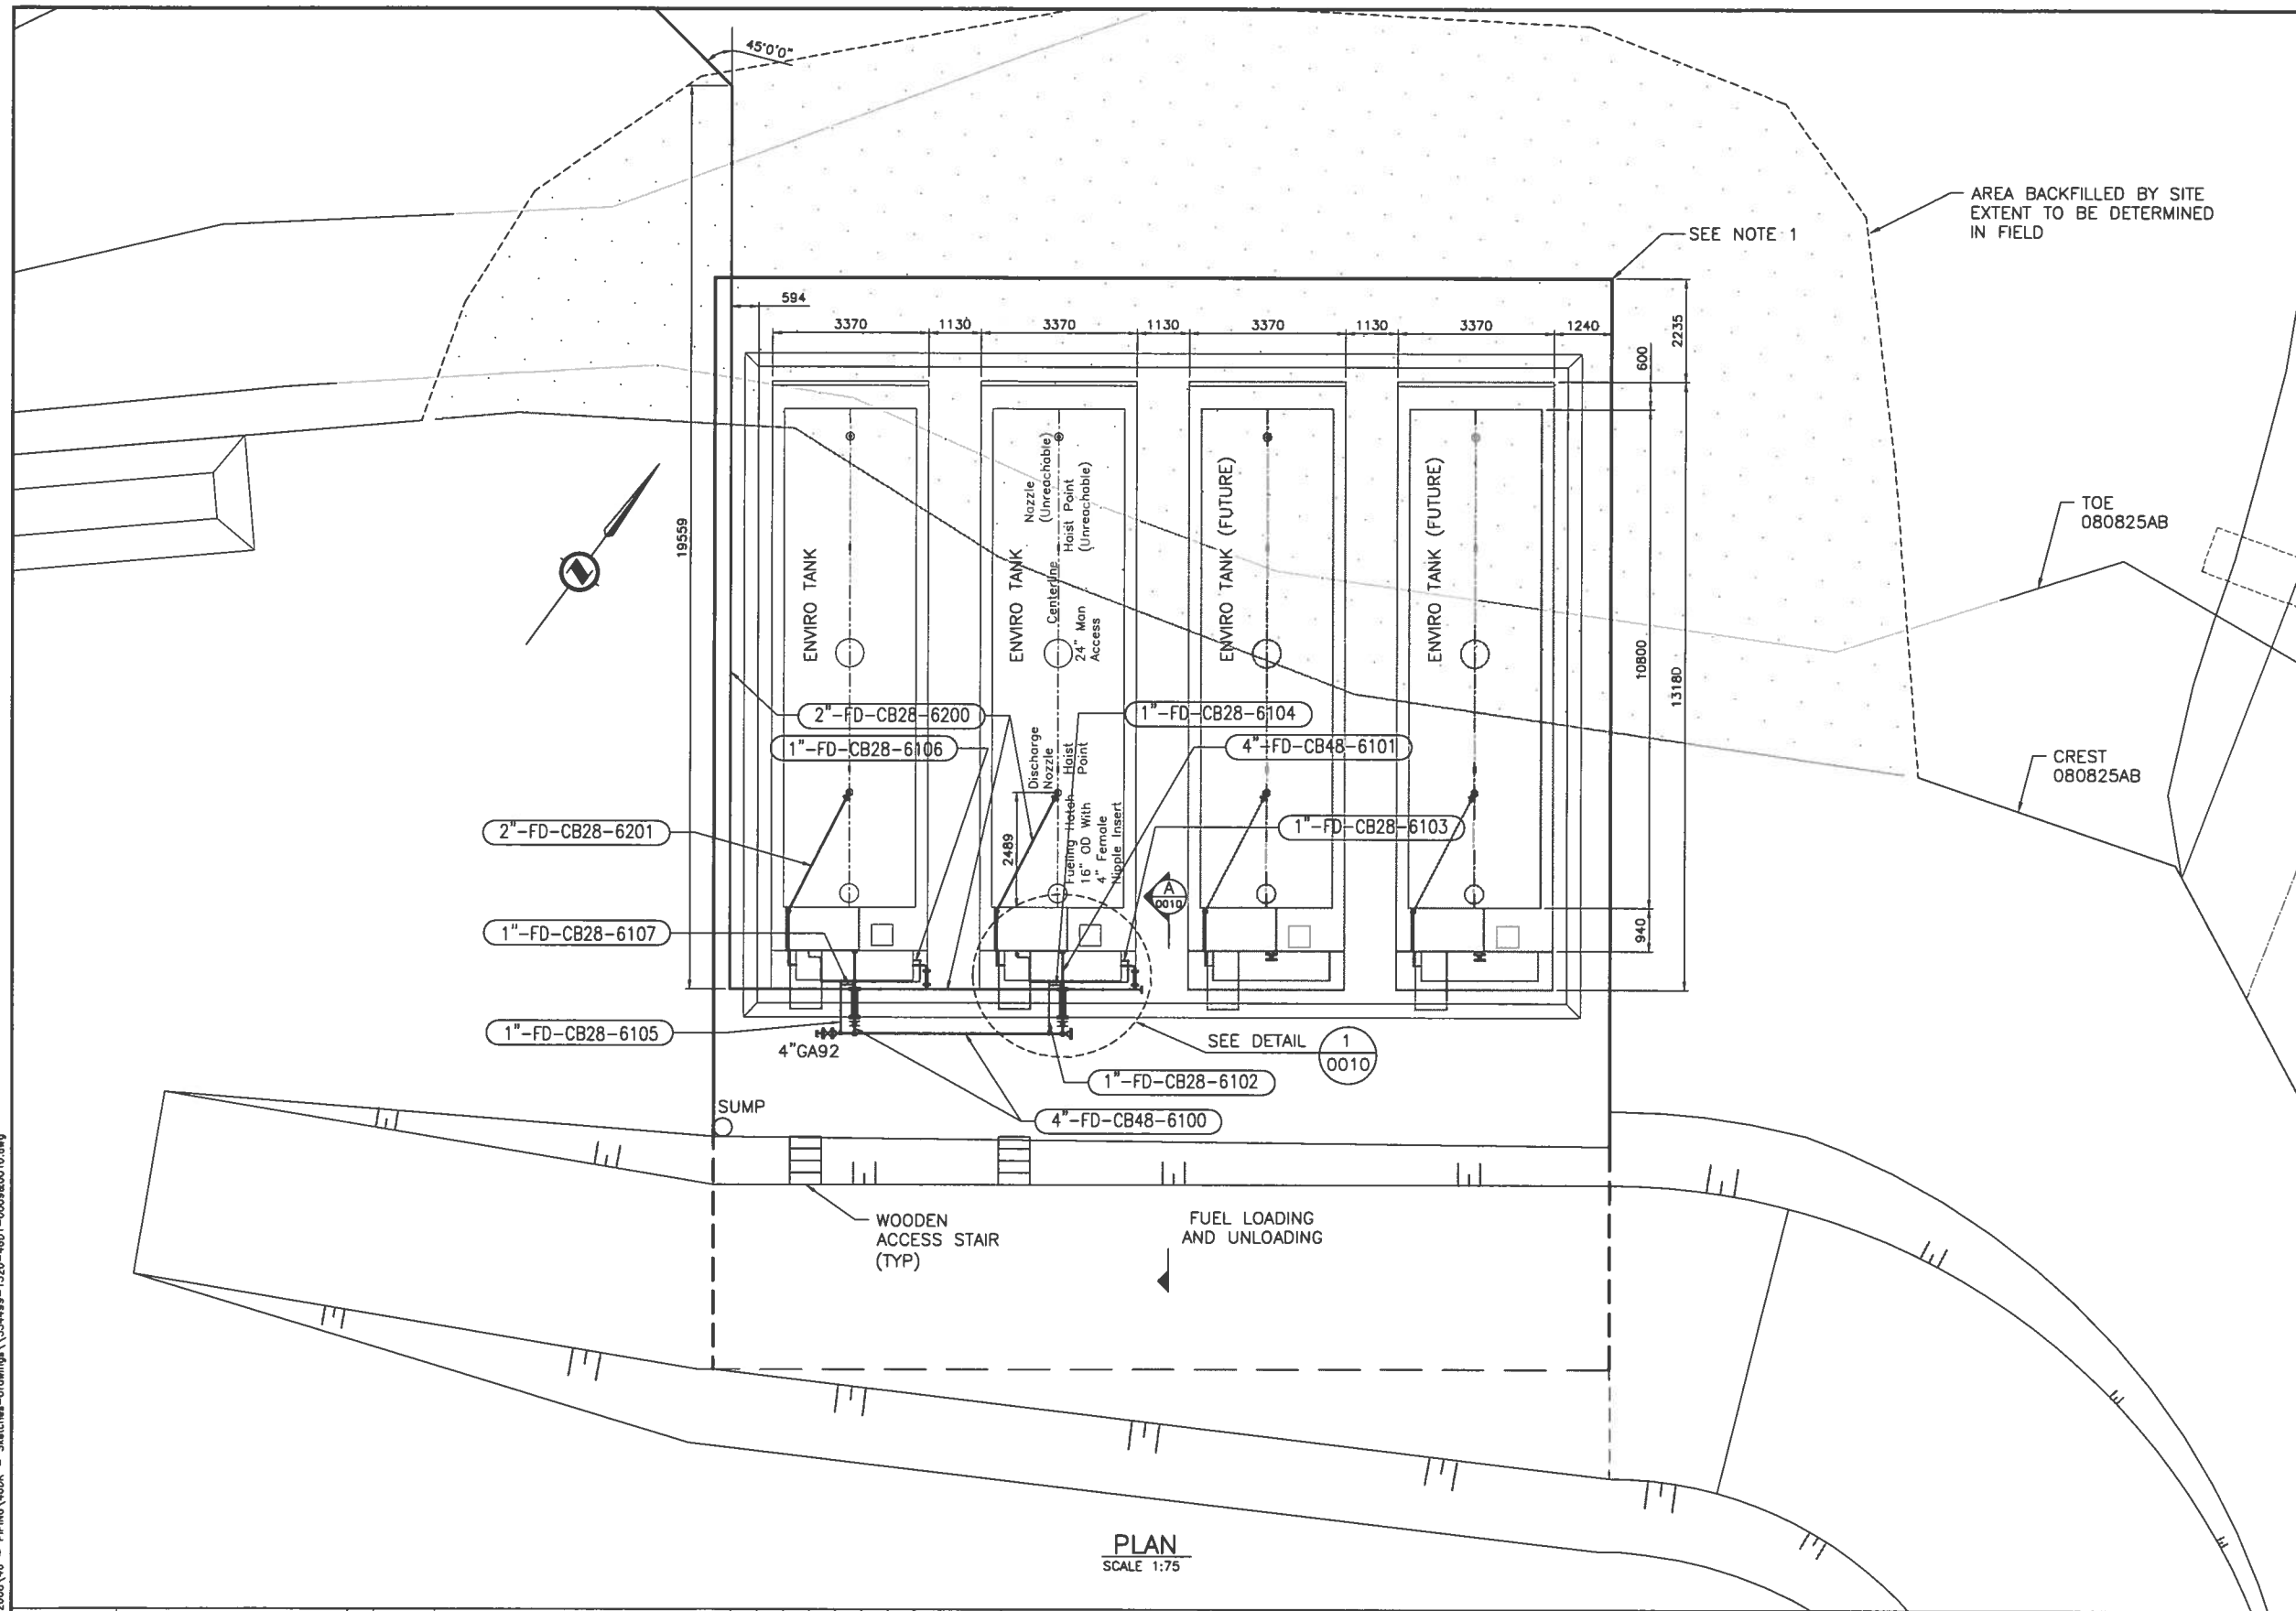 45°0'0"
AREA BACKFILLED BY SITE
EXTENT TO BE DETERMINED
IN FIELD
SEE NOTE 1
594
3370
1130
3370
1130
3370
1130
3370
1240
2235
600
19559
10800
13180
940
ENVIRO TANK
ENVIRO TANK
ENVIRO TANK (FUTURE)
ENVIRO TANK (FUTURE)
Nozzle
(Unreachable)
Hoist Point
(Unreachable)
Centerline
24" Man
Access
TOE
080825AB
CREST
080825AB
2"-FD-CB28-6200
1"-FD-CB28-6104
1"-FD-CB28-6106
4"-FD-CB48-6101
Discharge
Nozzle
Hoist
Point
2489
Fueling Hatch
16" OD With
4" Female
Nipple Insert
2"-FD-CB28-6201
1"-FD-CB28-6103
A
0010
1"-FD-CB28-6107
1"-FD-CB28-6105
4"GA92
SEE DETAIL
1
0010
1"-FD-CB28-6102
4"-FD-CB48-6100
SUMP
WOODEN
ACCESS STAIR
(TYP)
FUEL LOADING
AND UNLOADING
PLAN
SCALE 1:75